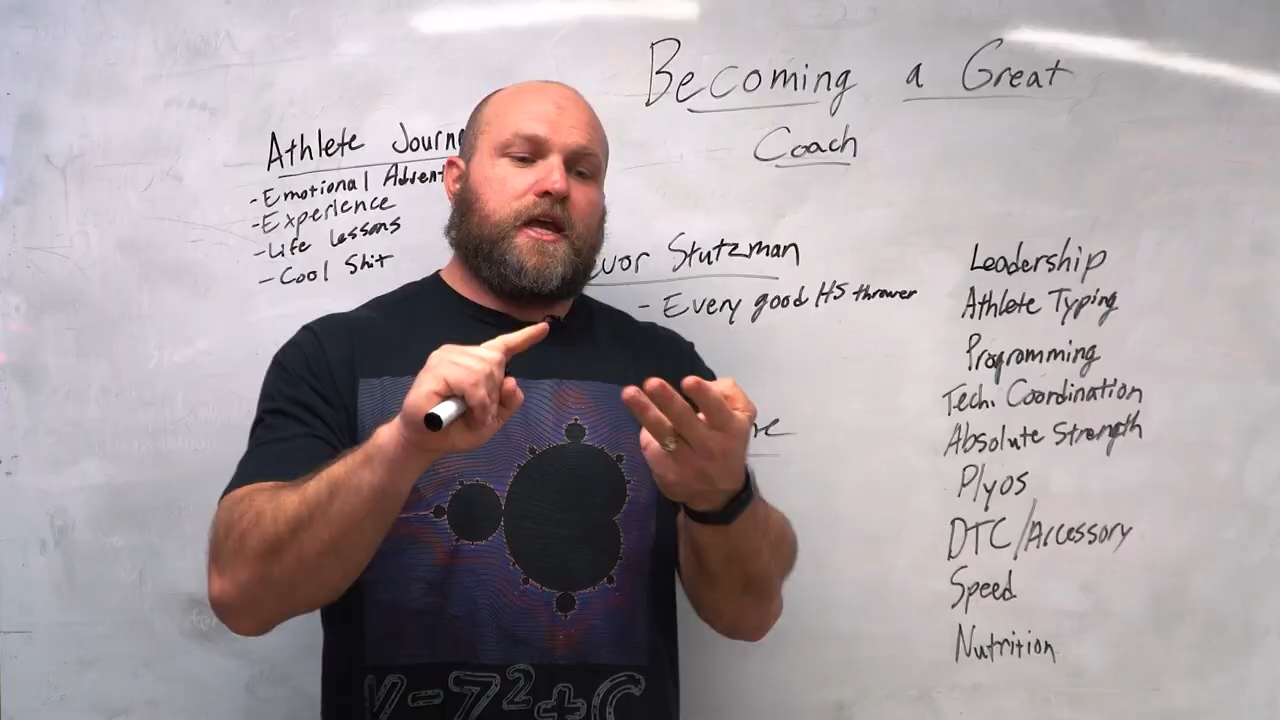 Becoming a Great
Coach
Athlete Journ
- Emotional Advent
- Experience
- Life Lessons
- Cool Shit
vor Stutzman
- Every good HS thrower
Leadership
Athlete Typing
Programming
Tech. Coordination
Absolute Strength
Plyos
DTC/Accessory
Speed
Nutrition